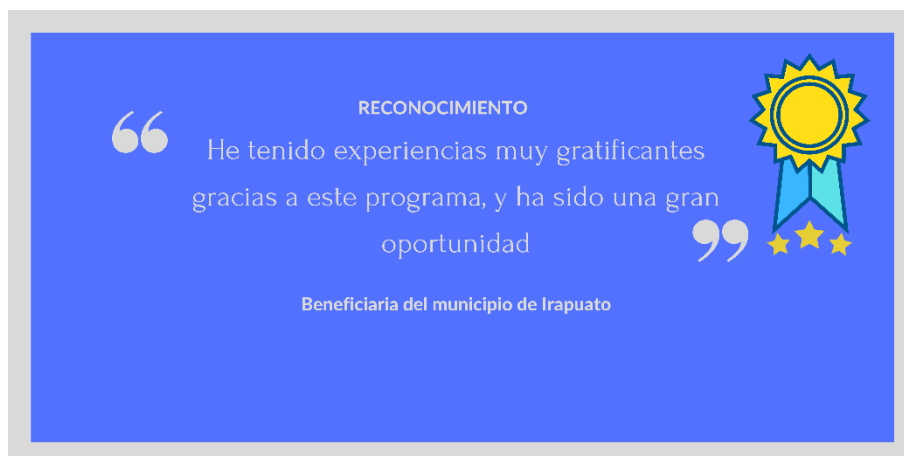 RECONOCIMIENTO
“ He tenido experiencias muy gratificantes
gracias a este programa, y ha sido una gran
oportunidad ”
Beneficiaria del municipio de Irapuato